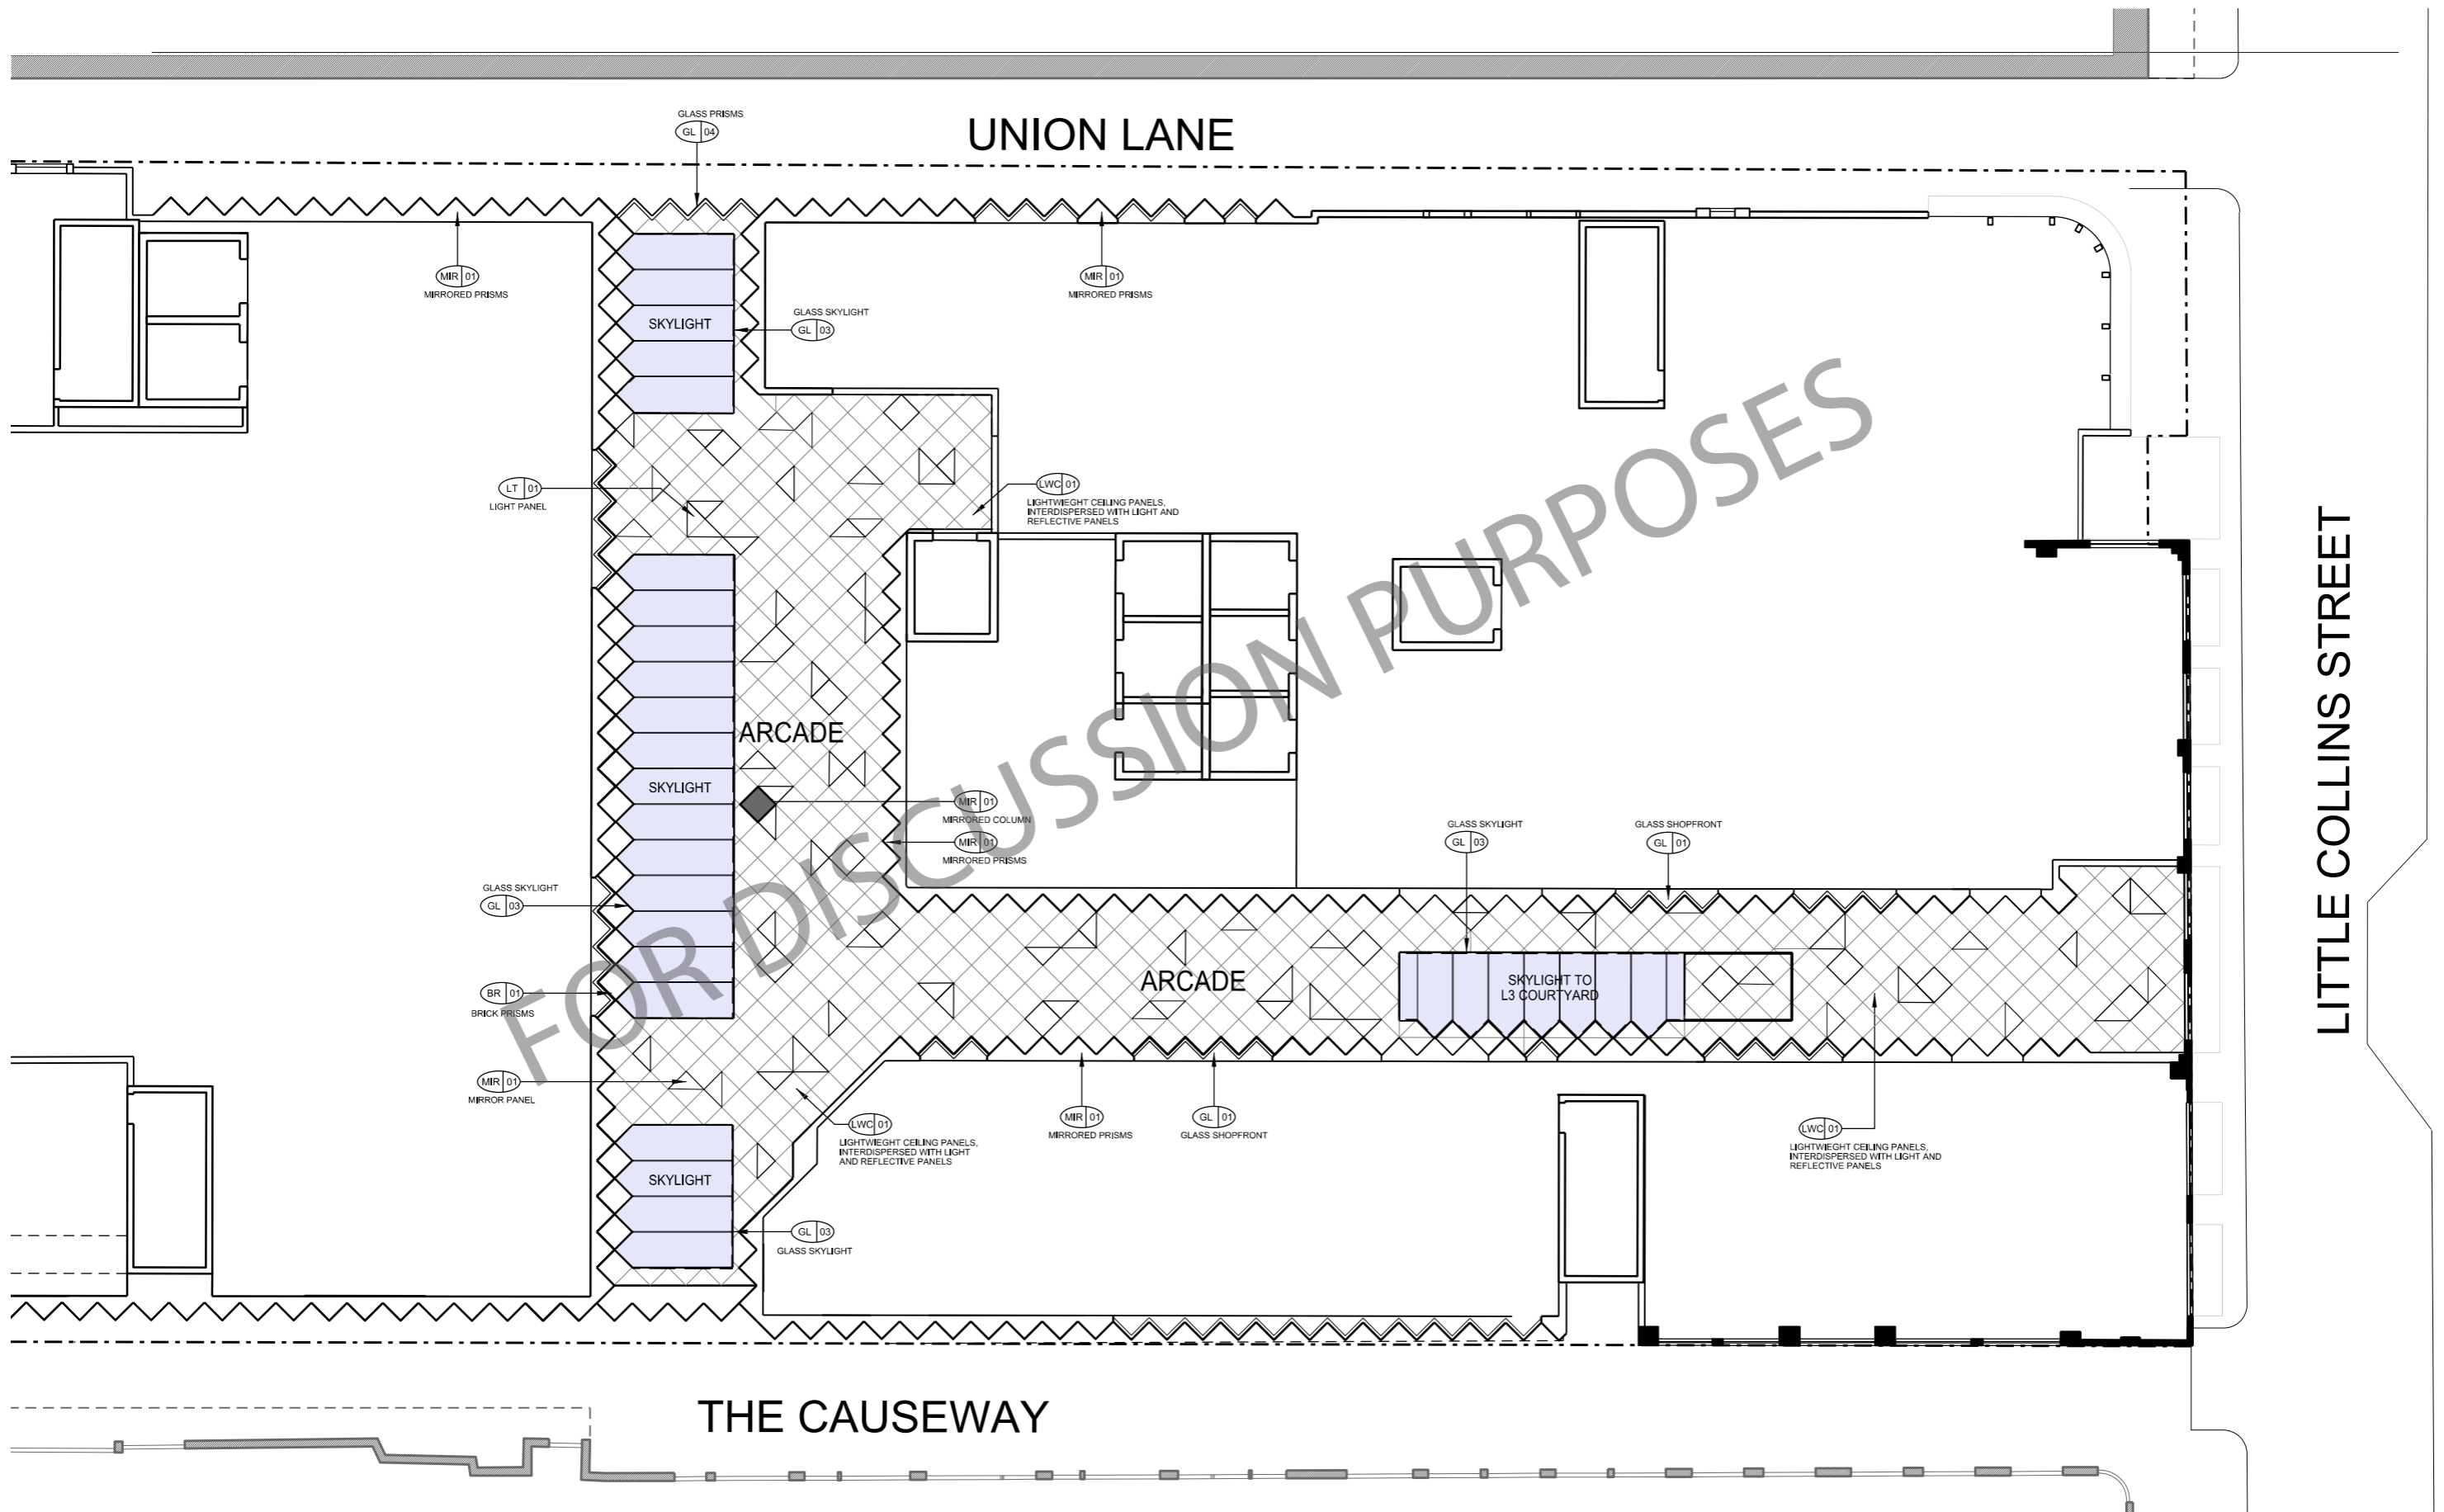 GLASS PRISMS
GL 04
UNION LANE
MIR 01
MIRRORED PRISMS
MIR 01
MIRRORED PRISMS
GLASS SKYLIGHT
GL 03
SKYLIGHT
LT 01
LIGHT PANEL
LWC 01
LIGHTWIEGHT CEILING PANELS,
INTERDISPERSED WITH LIGHT AND
REFLECTIVE PANELS
FOR DISCUSSION PURPOSES
LITTLE COLLINS STREET
ARCADE
SKYLIGHT
MIR 01
MIRRORED COLUMN
MIR 01
MIRRORED PRISMS
GLASS SKYLIGHT
GL 03
GLASS SHOPFRONT
GL 01
GLASS SKYLIGHT
GL 03
ARCADE
SKYLIGHT TO
L3 COURTYARD
BR 01
BRICK PRISMS
MIR 01
MIRROR PANEL
LWC 01
LIGHTWIEGHT CEILING PANELS,
INTERDISPERSED WITH LIGHT
AND REFLECTIVE PANELS
MIR 01
MIRRORED PRISMS
GL 01
GLASS SHOPFRONT
LWC 01
LIGHTWIEGHT CEILING PANELS,
INTERDISPERSED WITH LIGHT AND
REFLECTIVE PANELS
SKYLIGHT
GL 03
GLASS SKYLIGHT
THE CAUSEWAY